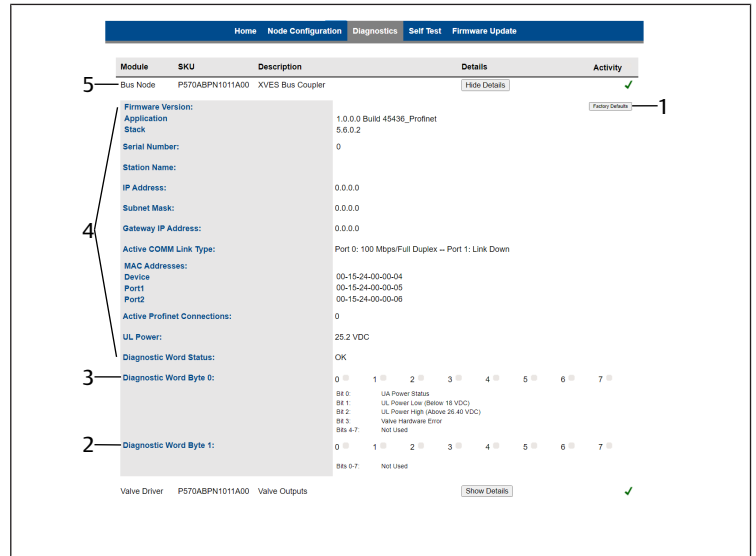 Home Node Configuration Diagnostics Self Test Firmware Update
Module SKU Description Details Activity
5 Bus Node P570ABPN1011A00 XVES Bus Coupler Hide Details
Firmware Version: Factory Defaults 1
Application 1.0.0.0 Build 45436_Profinet
Stack 5.6.0.2
Serial Number: 0
Station Name:
IP Address: 0.0.0.0
Subnet Mask: 0.0.0.0
4 Gateway IP Address: 0.0.0.0
Active COMM Link Type: Port 0: 100 Mbps/Full Duplex -- Port 1: Link Down
MAC Addresses:
Device 00-15-24-00-00-04
Port1 00-15-24-00-00-05
Port2 00-15-24-00-00-06
Active Profinet Connections: 0
UL Power: 25.2 VDC
Diagnostic Word Status: OK
3 Diagnostic Word Byte 0: 0 1 2 3 4 5 6 7
Bit 0: UA Power Status
Bit 1: UL Power Low (Below 18 VDC)
Bit 2: UL Power High (Above 26.40 VDC)
Bit 3: Valve Hardware Error
Bits 4-7: Not Used
2 Diagnostic Word Byte 1: 0 1 2 3 4 5 6 7
Bits 0-7: Not Used
Valve Driver P570ABPN1011A00 Valve Outputs Show Details